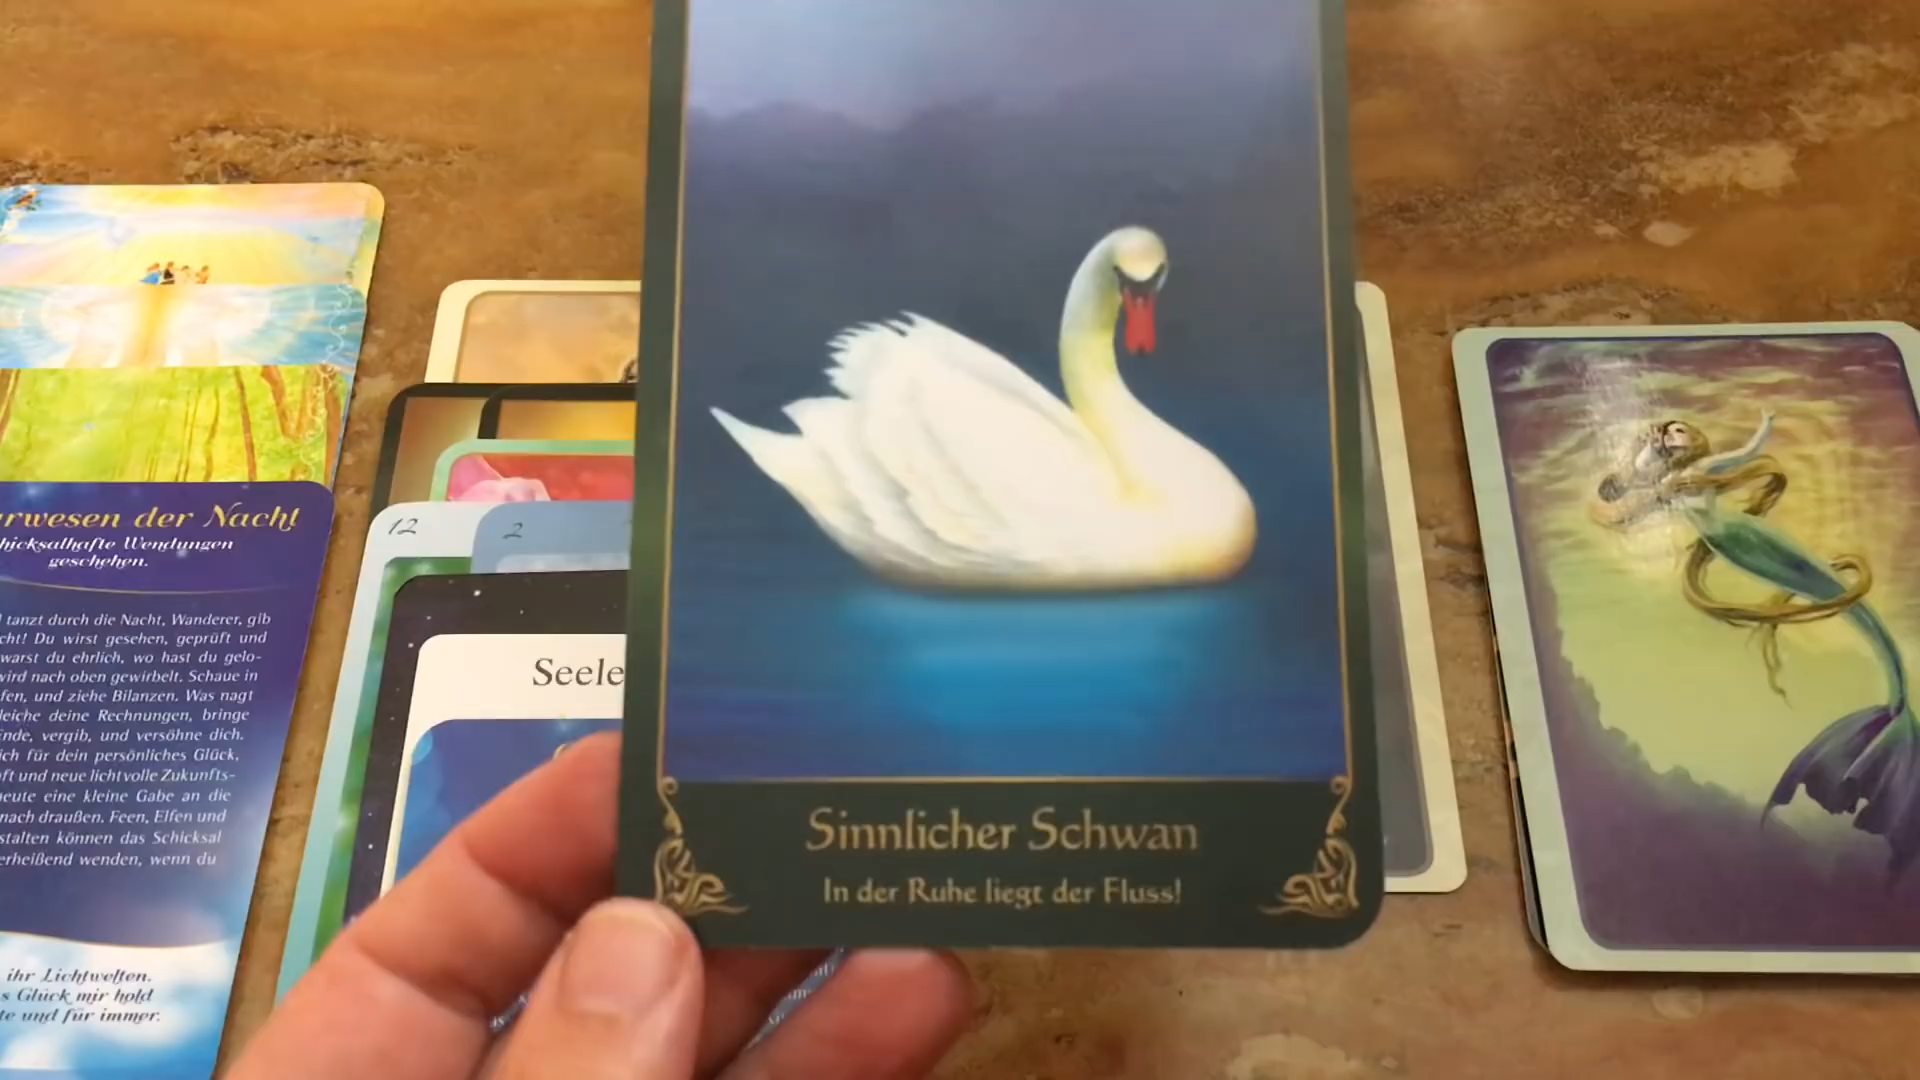 Sinnlicher Schwan
In der Ruhe liegt der Fluss!
12
2
Seele
rwesen der Nacht
hicksalhafte Wendungen
geschehen.
tanzt durch die Nacht, Wanderer, gib
cht! Du wirst gesehen, geprüft und
warst du ehrlich, wo hast du gelo-
wird nach oben gewirbelt. Schaue in
fen, und ziehe Bilanzen. Was nagt
leiche deine Rechnungen, bringe
Ende, vergib, und versöhne dich.
ich für dein persönliches Glück,
ft und neue lichtvolle Zukunfts-
heute eine kleine Gabe an die
nach draußen. Feen, Elfen und
stalten können das Schicksal
erheißend wenden, wenn du
ihr Lichtwelten.
s Glück mir hold
te und für immer.